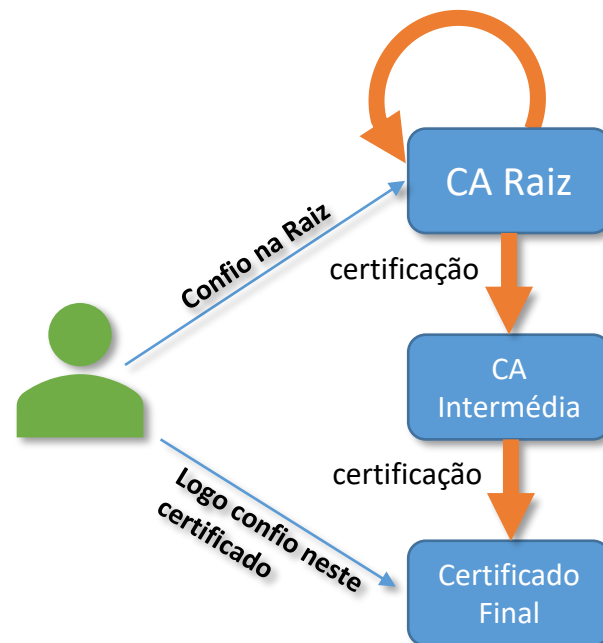 CA Raiz
Confio na Raiz
certificação
CA
Intermédia
certificação
Logo confio neste
certificado
Certificado
Final